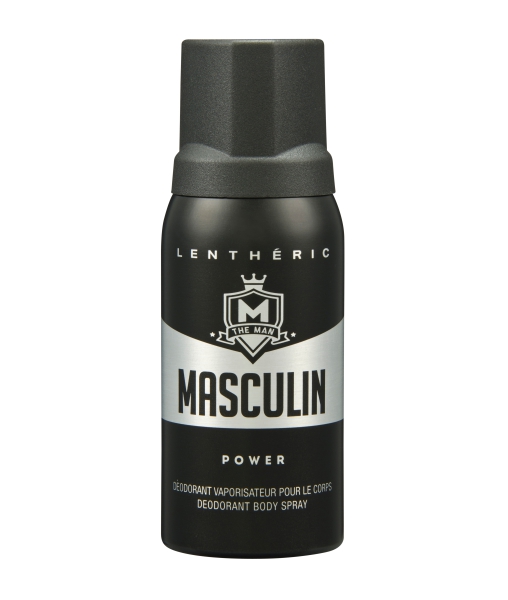 LENTHÉRIC
M
THE MAN
MASCULIN
POWER
DÉODORANT VAPORISATEUR POUR LE CORPS
DEODORANT BODY SPRAY